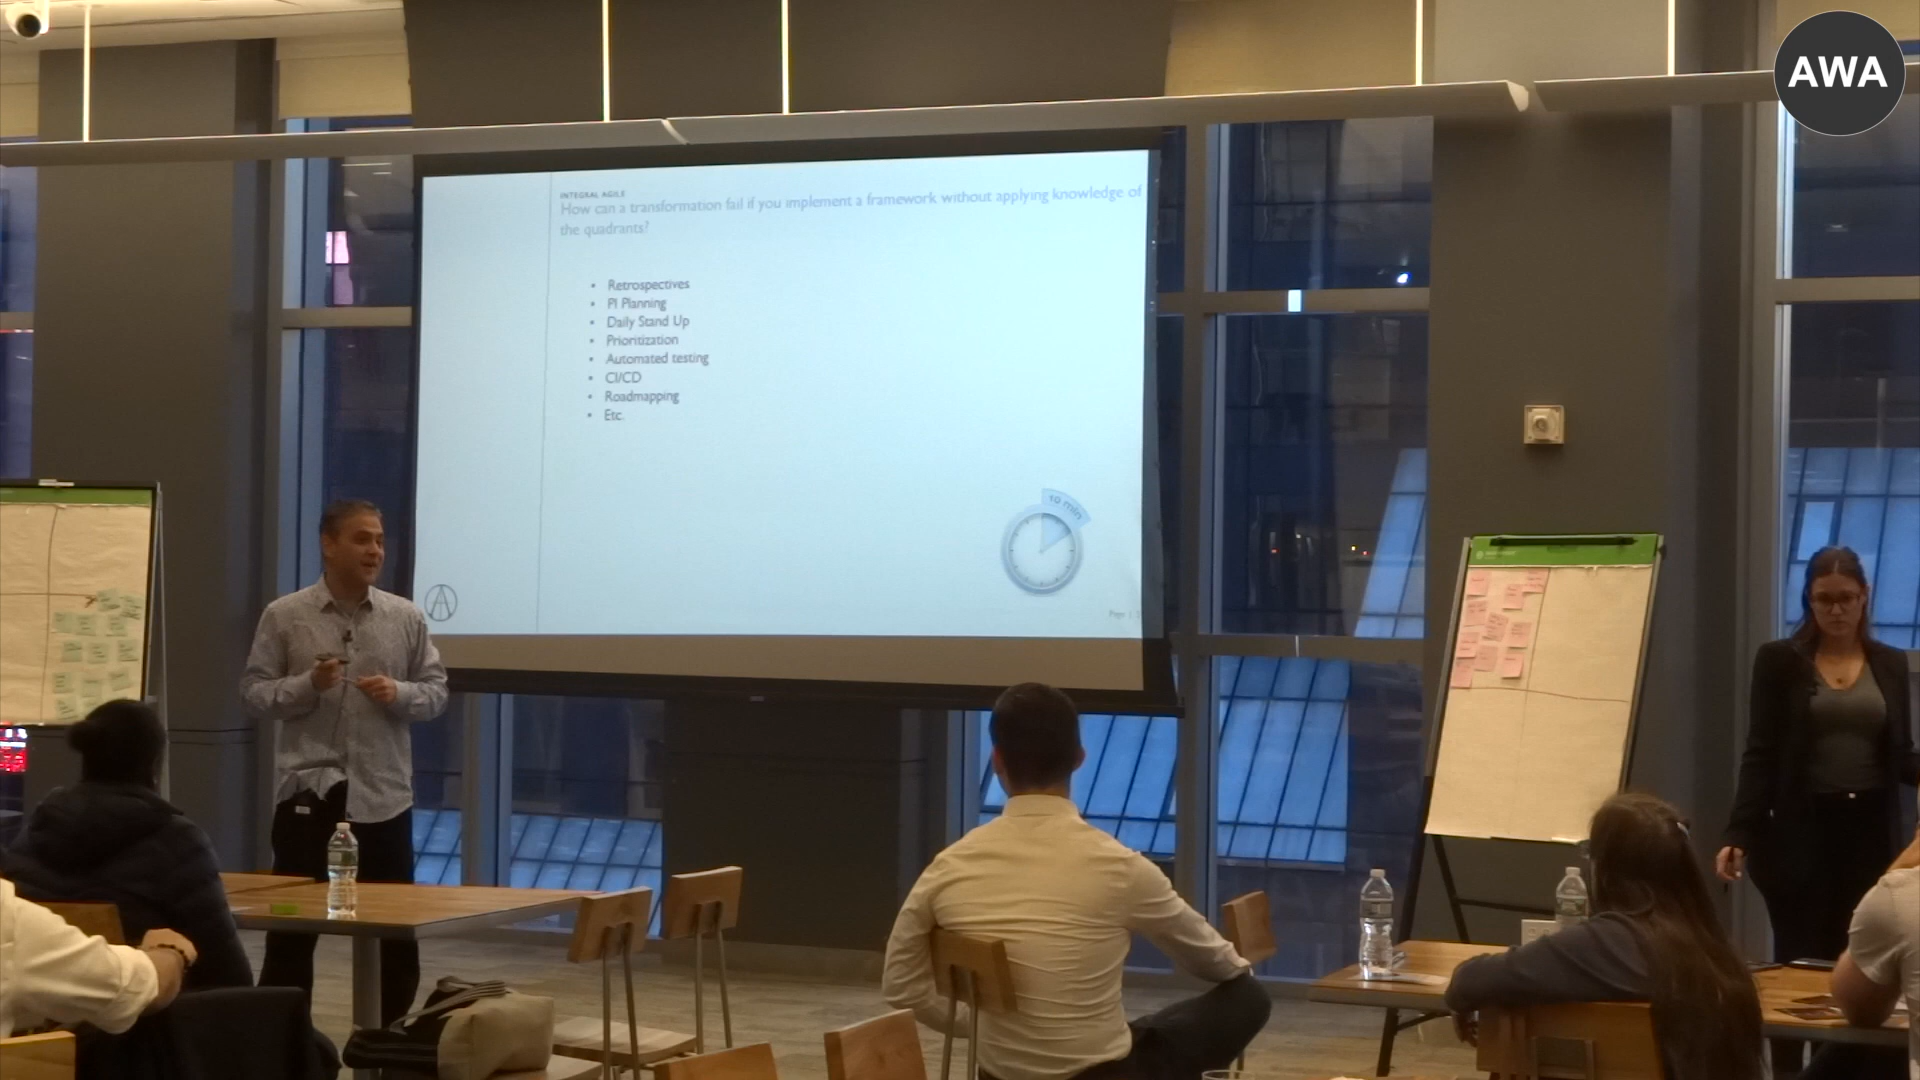 AWA
INTEGRAL AGILE
How can a transformation fail if you implement a framework without applying knowledge of
the quadrants?
• Retrospectives
• PI Planning
• Daily Stand Up
• Prioritization
• Automated testing
• CI/CD
• Roadmapping
• Etc.
10 min
Page |